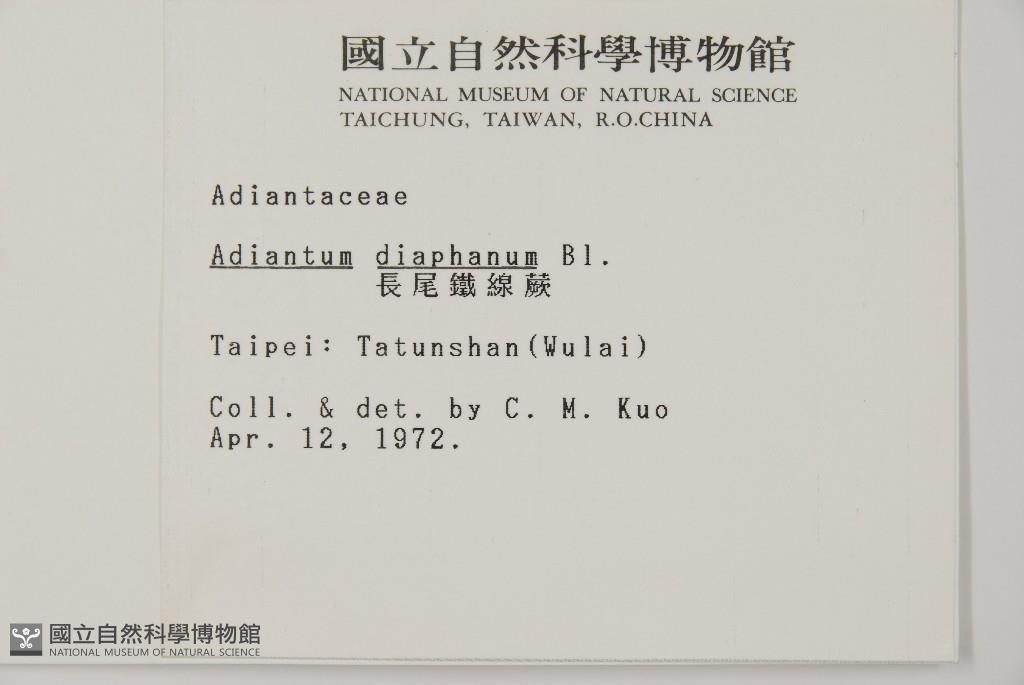 國立自然科學博物館
NATIONAL MUSEUM OF NATURAL SCIENCE
TAICHUNG, TAIWAN, R.O.CHINA
Adiantaceae
Adiantum diaphanum Bl.
長尾鐵線蕨
Taipei: Tatunshan(Wulai)
Coll. & det. by C. M. Kuo
Apr. 12, 1972.
國立自然科學博物館
NATIONAL MUSEUM OF NATURAL SCIENCE